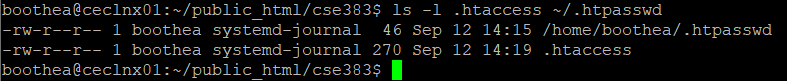 boothea@ceclnx01:~/public_html/cse383$ ls -l .htaccess ~/.htpasswd
-rw-r--r-- 1 boothea systemd-journal  46 Sep 12 14:15 /home/boothea/.htpasswd
-rw-r--r-- 1 boothea systemd-journal 270 Sep 12 14:19 .htaccess
boothea@ceclnx01:~/public_html/cse383$